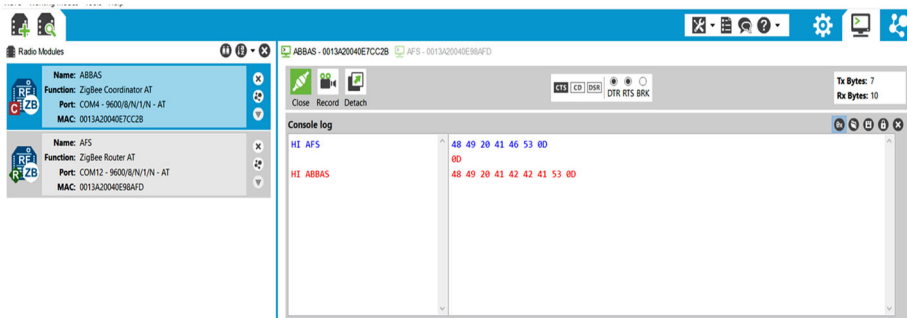 Radio Modules
Name: ABBAS
Function: ZigBee Coordinator AT
Port: COM4 - 9600/8/N/1/N - AT
MAC: 0013A20040E7CC2B
Name: AFS
Function: ZigBee Router AT
Port: COM12 - 9600/8/N/1/N - AT
MAC: 0013A20040E98AFD
ABBAS - 0013A20040E7CC2B
AFS - 0013A20040E98AFD
Close Record Detach
CTS CD DSR DTR RTS BRK
Tx Bytes: 7
Rx Bytes: 10
Console log
HI AFS 48 49 20 41 46 53 0D
0D
HI ABBAS 48 49 20 41 42 42 41 53 0D